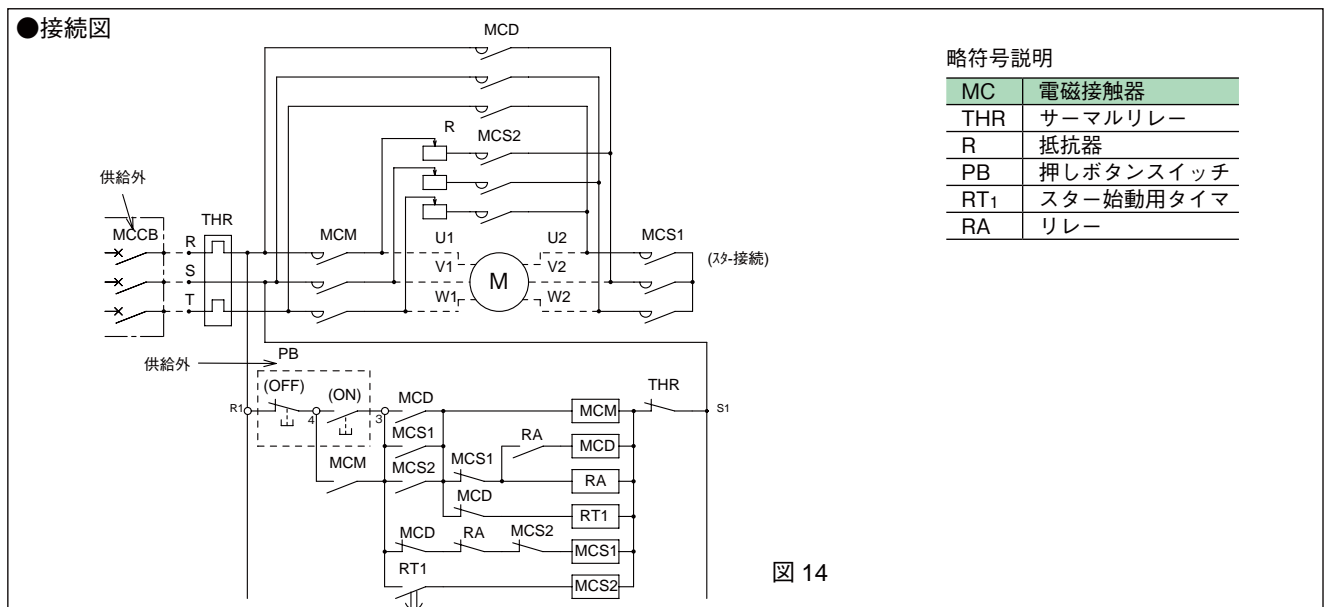 ●接続図
MCD
R
MCS2
供給外
MCCB
R
S
T
THR
MCM
U1
V1
W1
M
U2
V2
W2
MCS1
(スター接続)
供給外
PB
(OFF)
(ON)
R1
4
3
MCD
MCM
THR
S1
MCS1
RA
MCD
MCM
MCS2
MCS1
RA
MCD
RT1
MCD
RA
MCS2
MCS1
RT1
MCS2
図 14
略符号説明
MC 電磁接触器
THR サーマルリレー
R 抵抗器
PB 押しボタンスイッチ
RT1 スター始動用タイマ
RA リレー